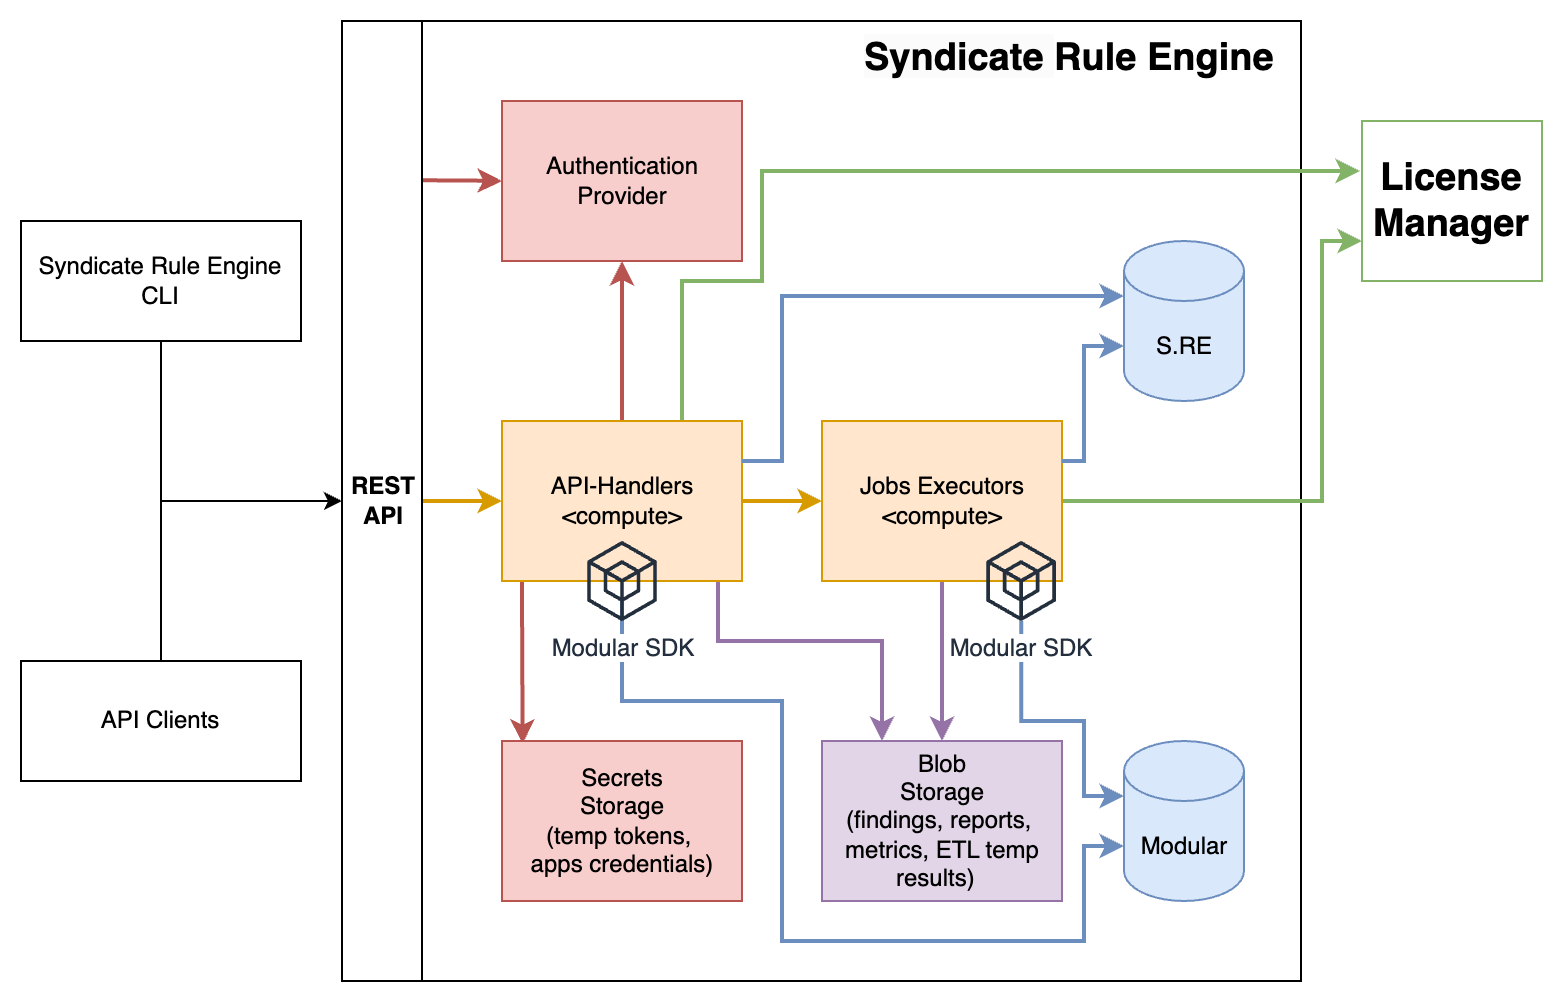 Syndicate Rule Engine
Authentication
Provider
License
Manager
Syndicate Rule Engine
CLI
S.RE
REST
API
API-Handlers
<compute>
Jobs Executors
<compute>
Modular SDK
Modular SDK
API Clients
Secrets
Storage
(temp tokens,
apps credentials)
Blob
Storage
(findings, reports,
metrics, ETL temp
results)
Modular